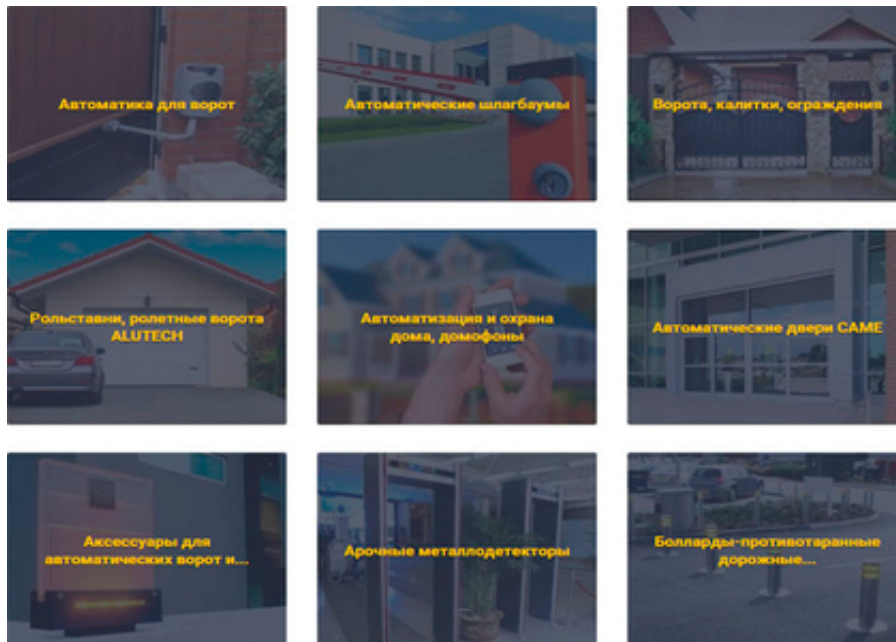 Автоматика для ворот
Автоматические шлагбаумы
Ворота, калитки, ограждения
Рольставни, ролетные ворота
ALUTECH
Автоматизация и охрана
дома, домофоны
Автоматические двери CAME
Аксессуары для
автоматических ворот и...
Арочные металлодетекторы
Болларды-противотаранные
дорожные...